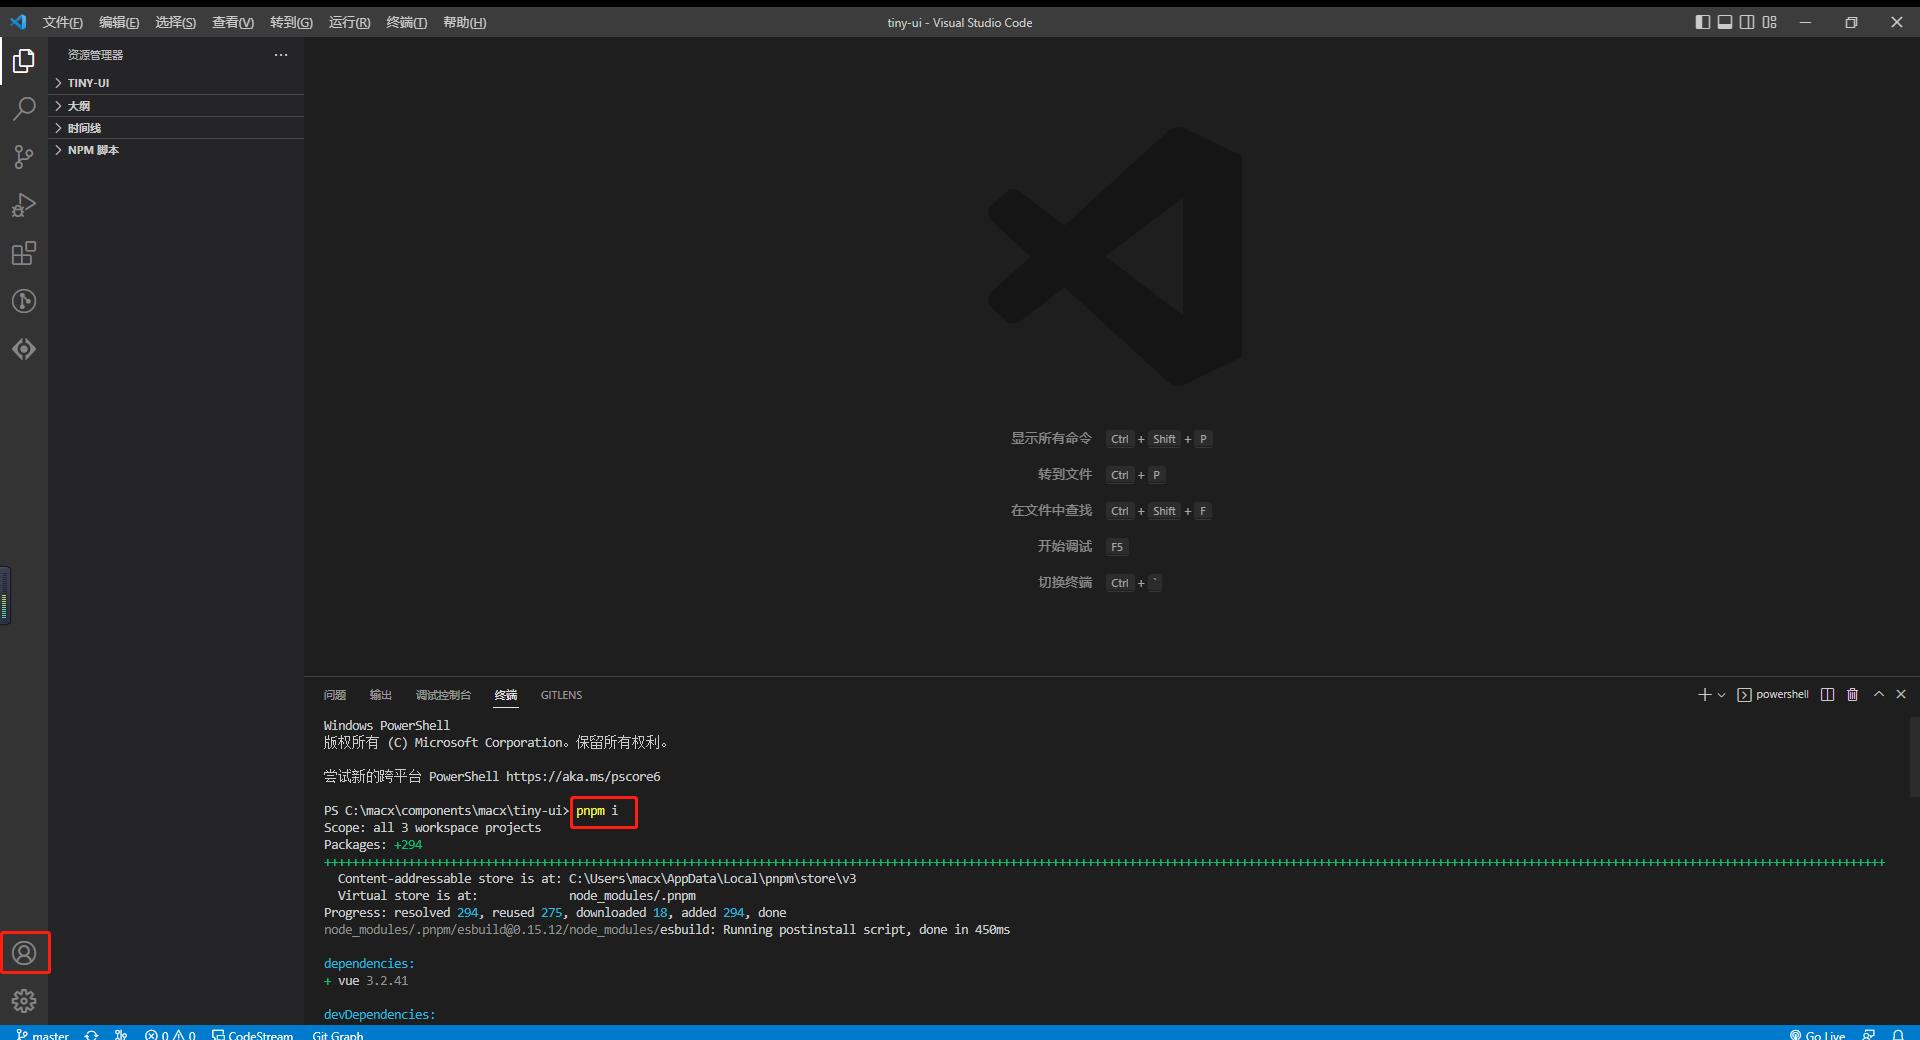 文件(F) 编辑(E) 选择(S) 查看(V) 转到(G) 运行(R) 终端(T) 帮助(H)
tiny-ui - Visual Studio Code
资源管理器
TINY-UI
大纲
时间线
NPM 脚本
显示所有命令 Ctrl + Shift + P
转到文件 Ctrl + P
在文件中查找 Ctrl + Shift + F
开始调试 F5
切换终端 Ctrl + `
问题 输出 调试控制台 终端 GITLENS
powershell
Windows PowerShell
版权所有 (C) Microsoft Corporation。保留所有权利。
尝试新的跨平台 PowerShell https://aka.ms/pscore6
PS C:\macx\components\macx\tiny-ui> pnpm i
Scope: all 3 workspace projects
Packages: +294
++++++++++++++++++++++++++++++++++++++++++++++++++++++++++++++++++++++++++++++++++++++++++++++++++++++++++++++++++++++++++++++++++++++++++++++++++++++++++++++++++++++++++++++++++++++++++++++++++++++++++++++++++++++++++++++++
Content-addressable store is at: C:\Users\macx\AppData\Local\pnpm\store\v3
Virtual store is at: node_modules/.pnpm
Progress: resolved 294, reused 275, downloaded 18, added 294, done
node_modules/.pnpm/esbuild@0.15.12/node_modules/esbuild: Running postinstall script, done in 450ms
dependencies:
+ vue 3.2.41
devDependencies:
master 0 0 CodeStream Git Graph
Go Live